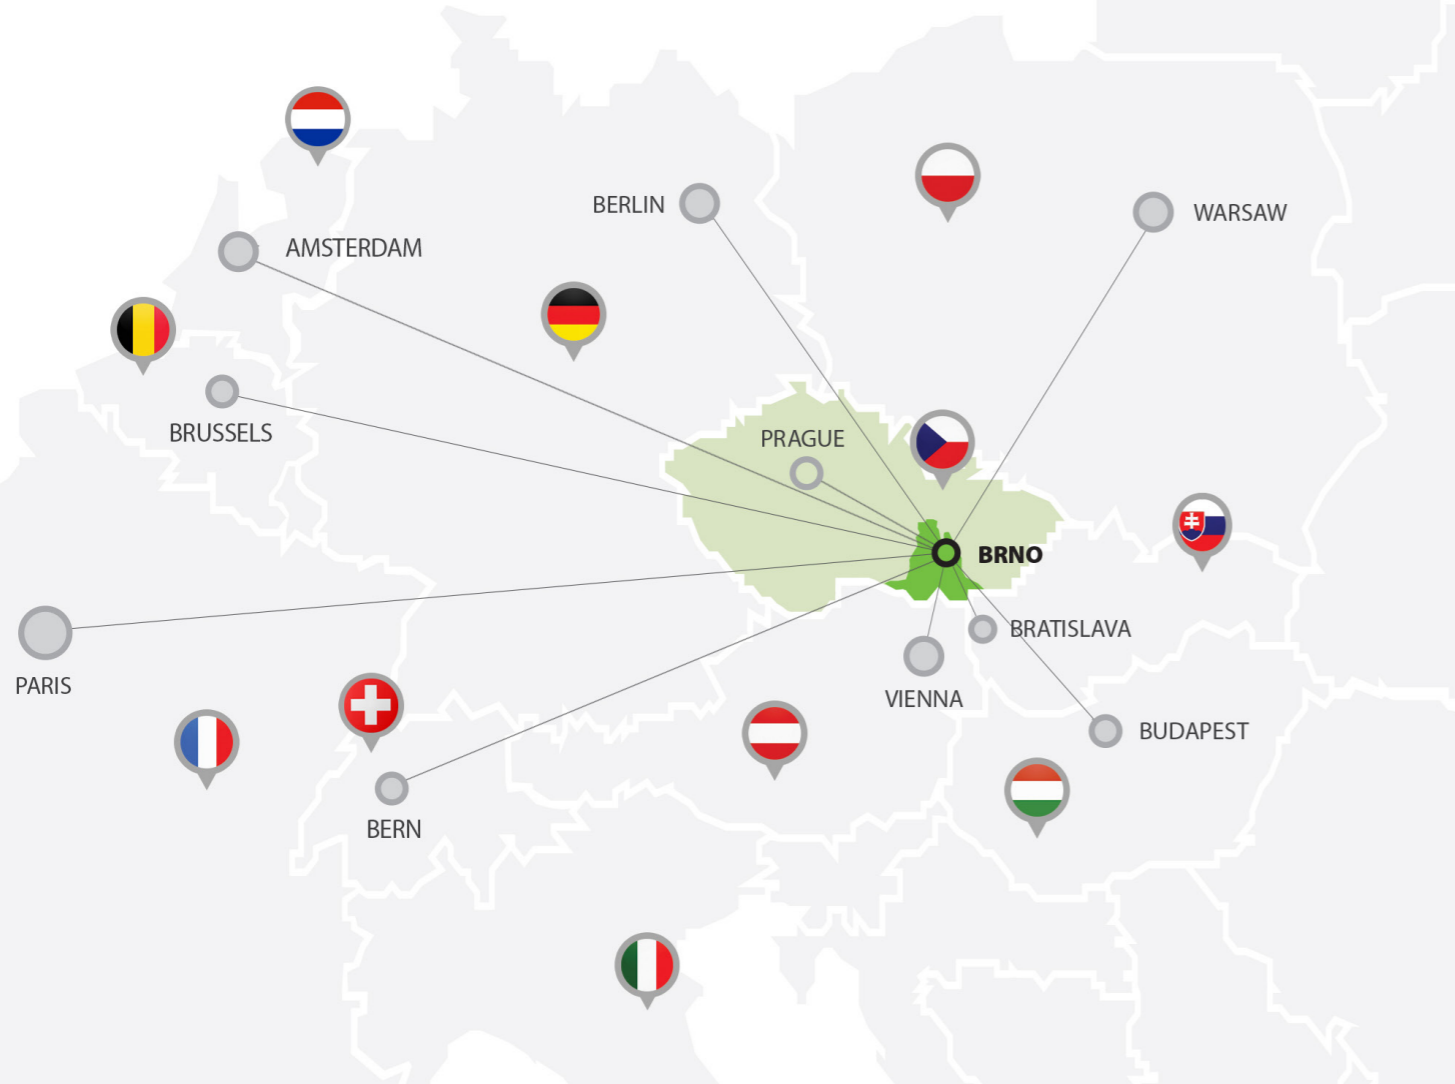 BERLIN
WARSAW
AMSTERDAM
BRUSSELS
PRAGUE
BRNO
BRATISLAVA
PARIS
VIENNA
BUDAPEST
BERN